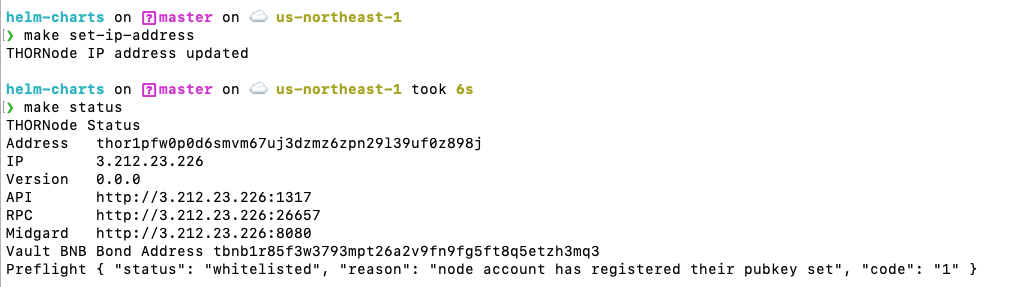 helm-charts on master on us-northeast-1
❯ make set-ip-address
THORNode IP address updated
helm-charts on master on us-northeast-1 took 6s
❯ make status
THORNode Status
Address thor1pfw0p0d6smvm67uj3dzmz6zpn29l39uf0z898j
IP 3.212.23.226
Version 0.0.0
API http://3.212.23.226:1317
RPC http://3.212.23.226:26657
Midgard http://3.212.23.226:8080
Vault BNB Bond Address tbnb1r85f3w3793mpt26a2v9fn9fg5ft8q5etzh3mq3
Preflight { "status": "whitelisted", "reason": "node account has registered their pubkey set", "code": "1" }